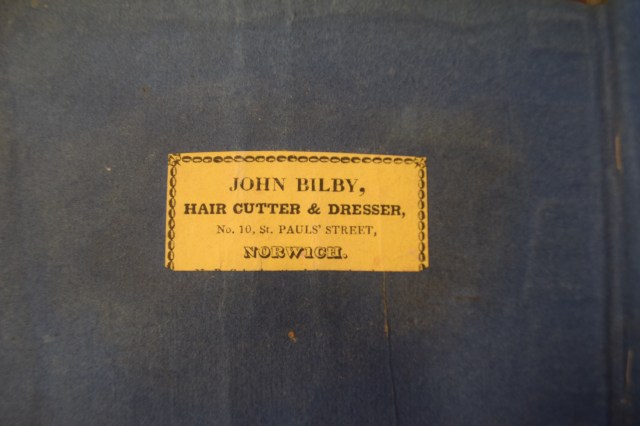 JOHN BILBY,
HAIR CUTTER & DRESSER,
No. 10, St. PAULS' STREET,
NORWICH.